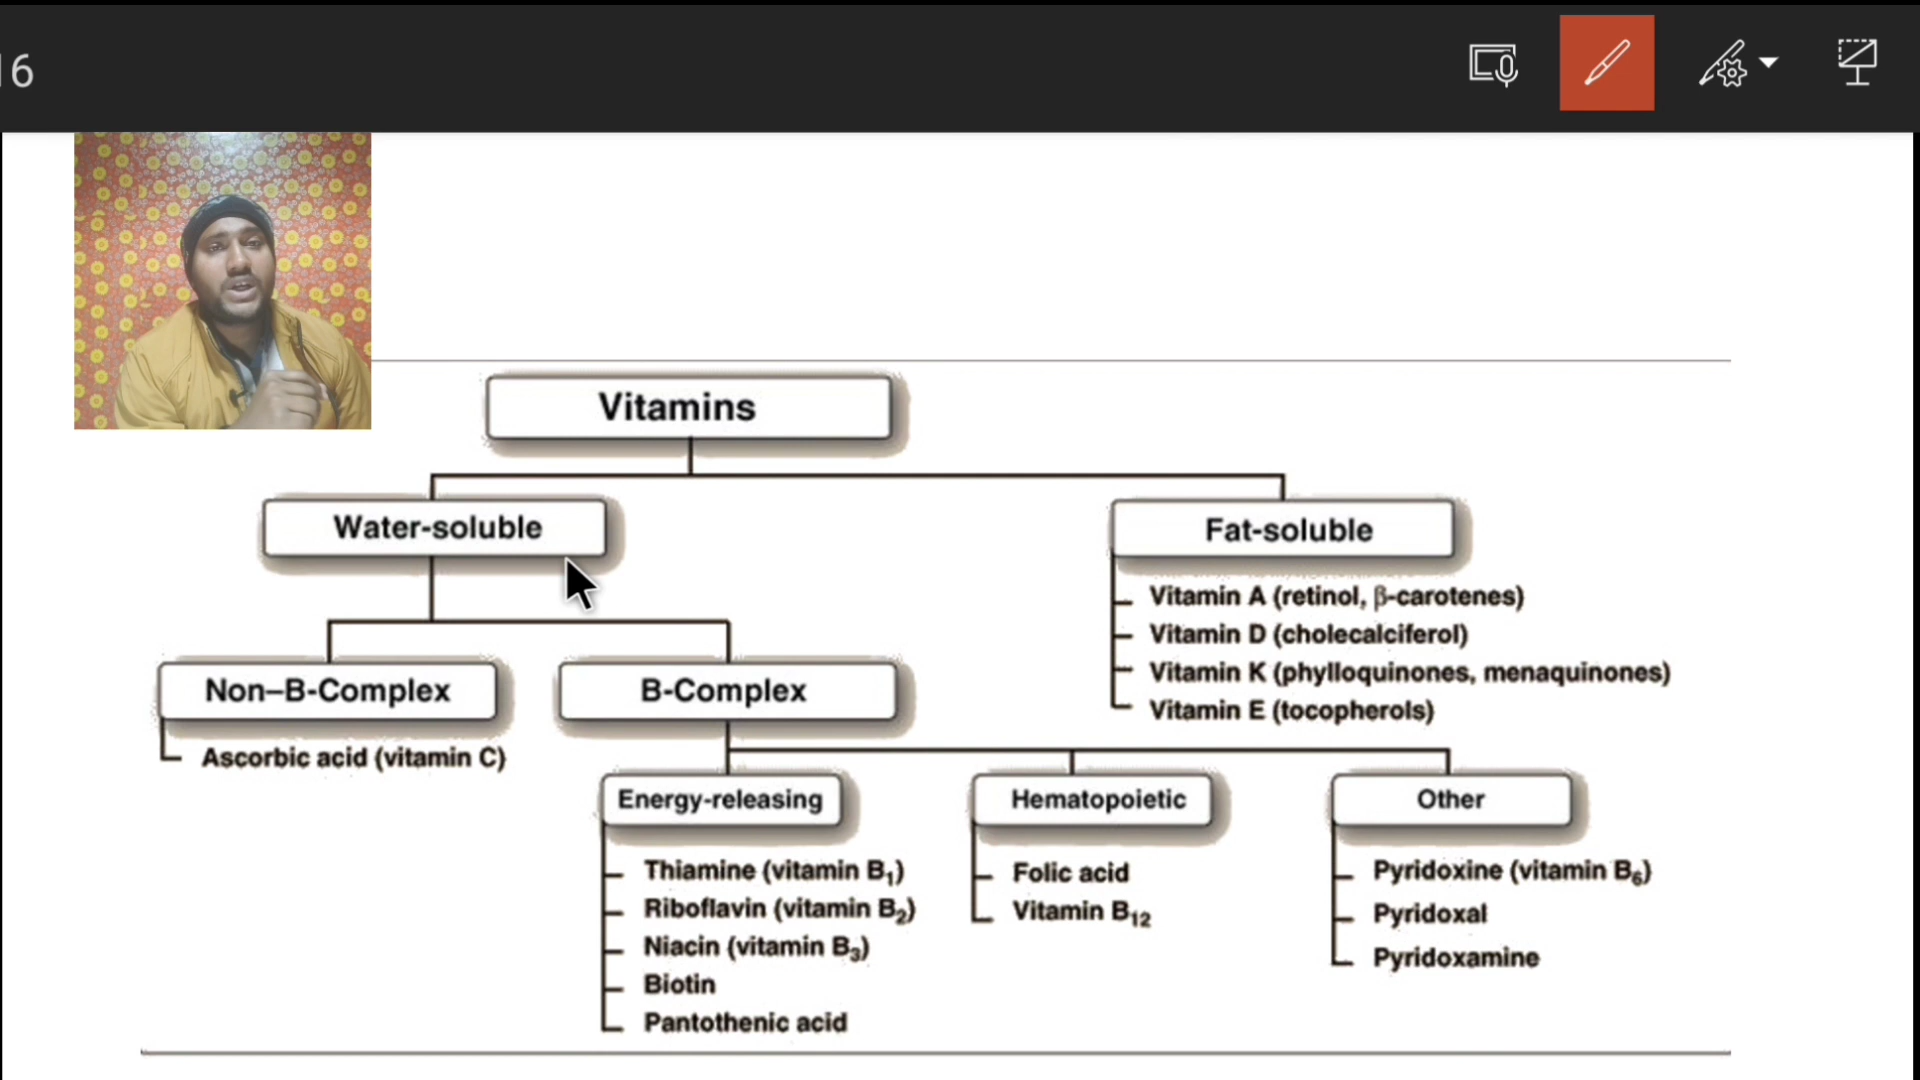 16
Vitamins
Water-soluble
Fat-soluble
Vitamin A (retinol, β-carotenes)
Vitamin D (cholecalciferol)
Vitamin K (phylloquinones, menaquinones)
Vitamin E (tocopherols)
Non–B-Complex
Ascorbic acid (vitamin C)
B-Complex
Energy-releasing
Thiamine (vitamin B₁)
Riboflavin (vitamin B₂)
Niacin (vitamin B₃)
Biotin
Pantothenic acid
Hematopoietic
Folic acid
Vitamin B₁₂
Other
Pyridoxine (vitamin B₆)
Pyridoxal
Pyridoxamine